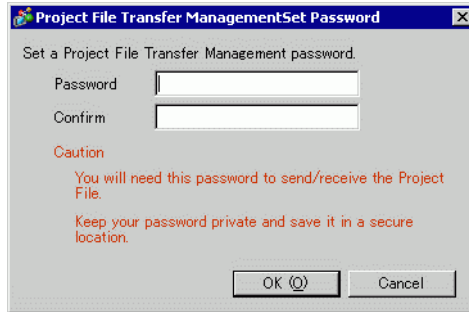 Project File Transfer ManagementSet Password
Set a Project File Transfer Management password.
Password
Confirm
Caution
You will need this password to send/receive the Project
File.
Keep your password private and save it in a secure
location.
OK (O) Cancel